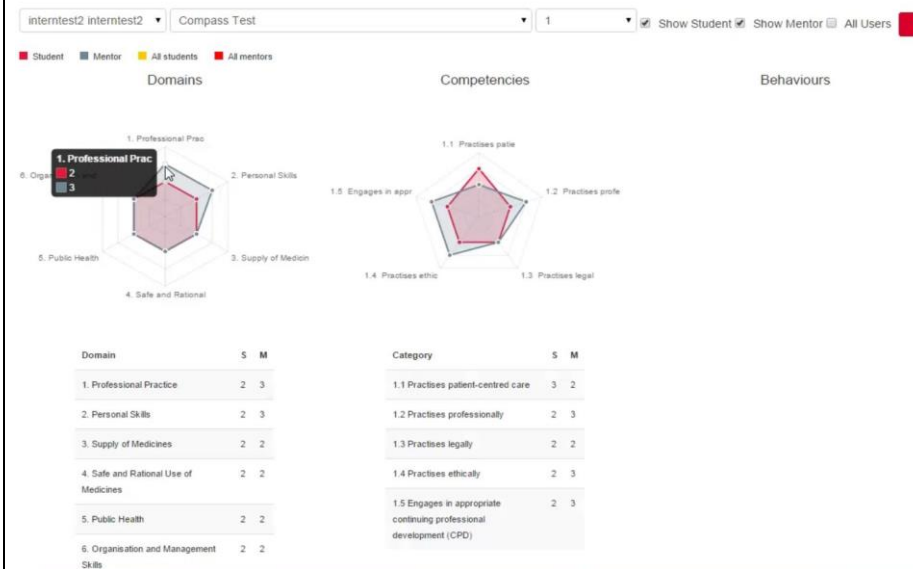 interntest2 interntest2
Compass Test
1
Show Student
Show Mentor
All Users
Student
Mentor
All students
All mentors
Domains
Competencies
Behaviours
1. Professional Prac
1. Professional Prac
2
3
6. Organ
2. Personal Skills
5. Public Health
3. Supply of Medicin
4. Safe and Rational
1.1 Practises patie
1.5 Engages in appr
1.2 Practises profe
1.4 Practises ethic
1.3 Practises legal
Domain S M
1. Professional Practice 2 3
2. Personal Skills 2 3
3. Supply of Medicines 2 2
4. Safe and Rational Use of
Medicines 2 2
5. Public Health 2 2
6. Organisation and Management
Skills 2 2
Category S M
1.1 Practises patient-centred care 3 2
1.2 Practises professionally 2 3
1.3 Practises legally 2 2
1.4 Practises ethically 2 3
1.5 Engages in appropriate
continuing professional
development (CPD) 2 3